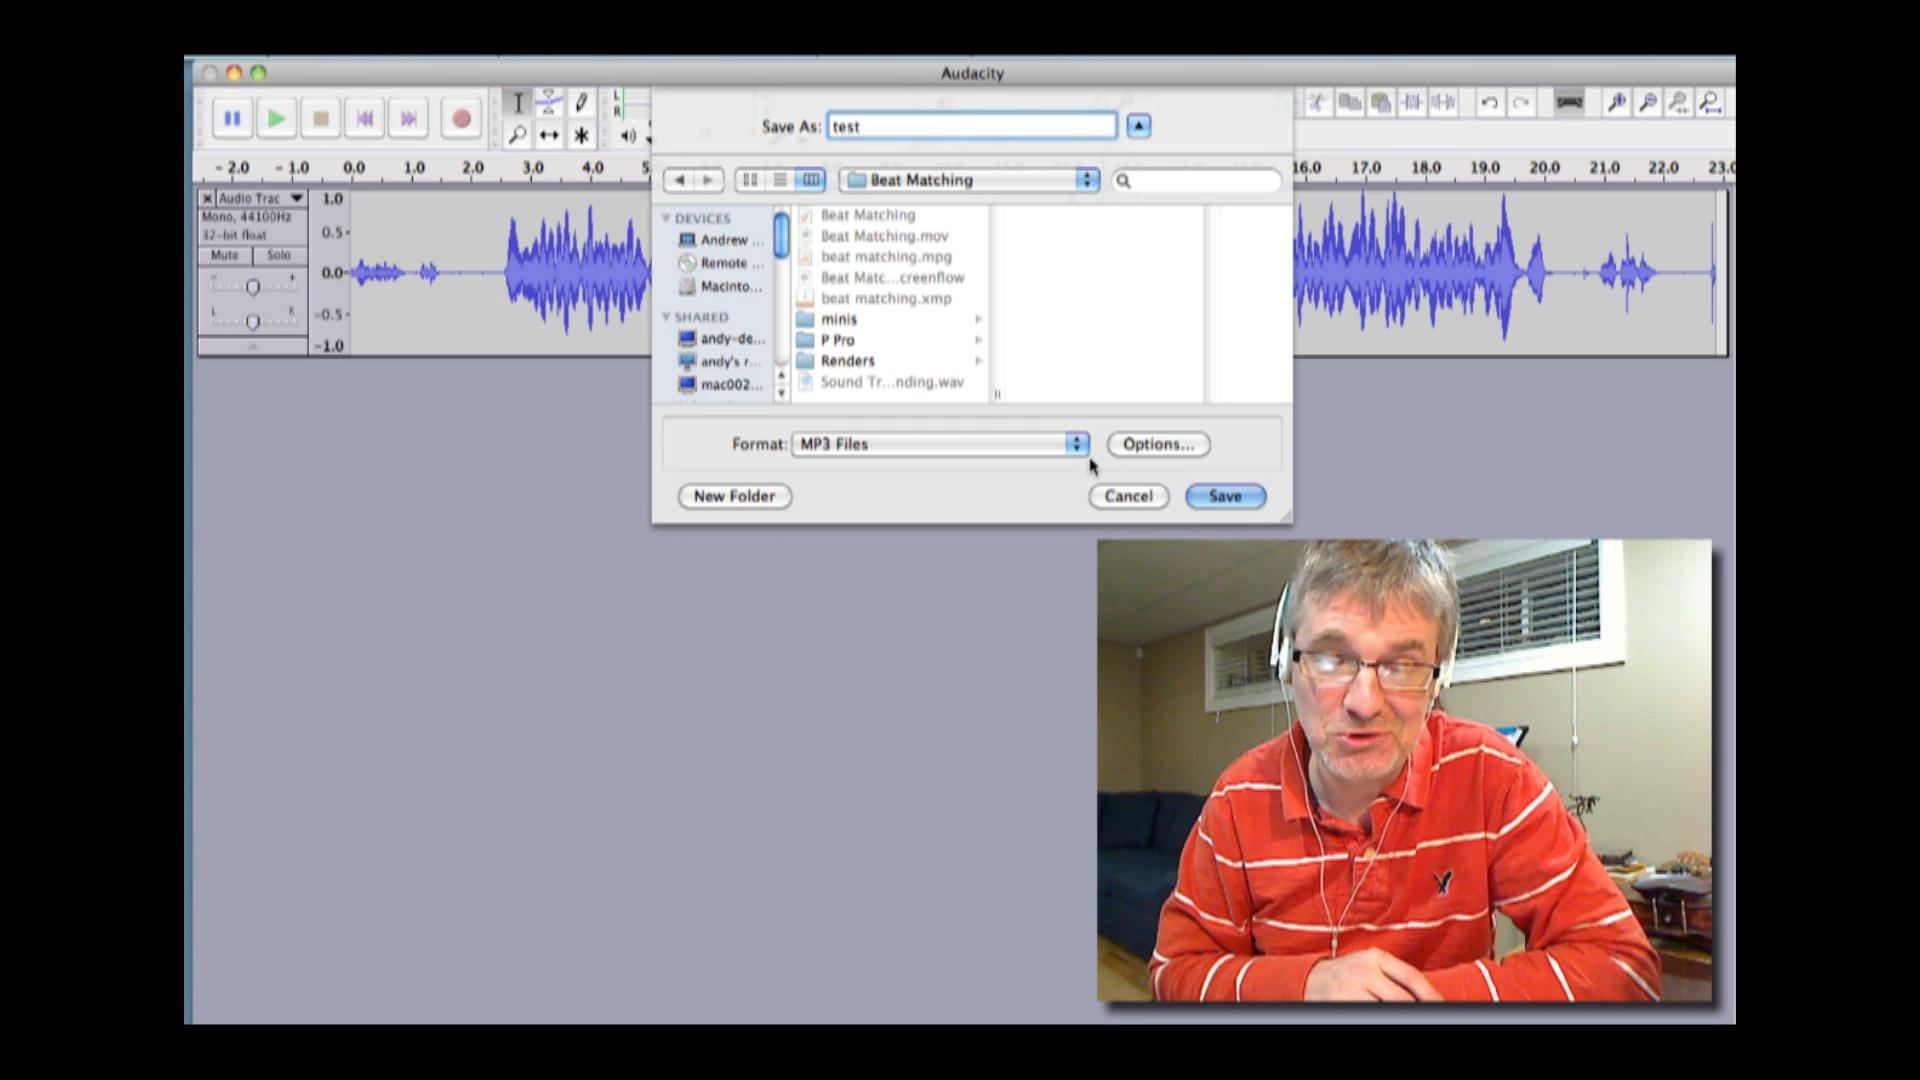 Audacity
L
R
Save As: test
- 2.0 - 1.0 0.0 1.0 2.0 3.0 4.0 5 16.0 17.0 18.0 19.0 20.0 21.0 22.0 23.0
Beat Matching
Audio Trac
Mono, 44100Hz
32-bit float
Mute Solo
- +
L R
1.0
0.5
0.0
-0.5
-1.0
DEVICES
Andrew ...
Remote ...
Macinto...
SHARED
andy-de...
andy's r...
mac002...
Beat Matching
Beat Matching.mov
beat matching.mpg
Beat Matc...creenflow
beat matching.xmp
minis
P Pro
Renders
Sound Tr...nding.wav
Format: MP3 Files Options...
New Folder Cancel Save